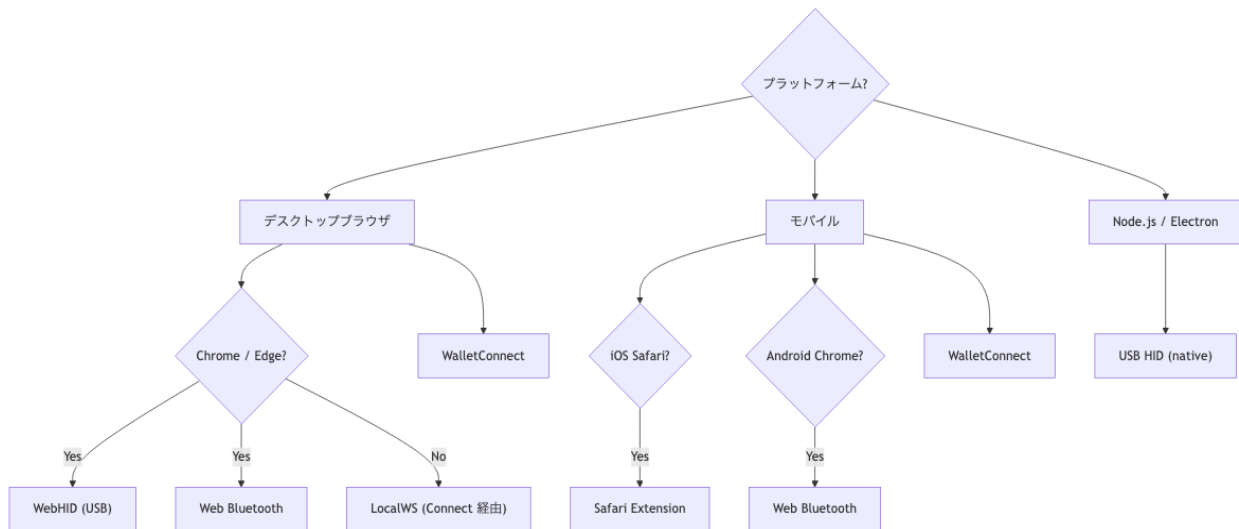 プラットフォーム?
デスクトップブラウザ
モバイル
Node.js / Electron
Chrome / Edge?
WalletConnect
iOS Safari?
Android Chrome?
WalletConnect
USB HID (native)
Yes
Yes
No
Yes
Yes
WebHID (USB)
Web Bluetooth
LocalWS (Connect 経由)
Safari Extension
Web Bluetooth